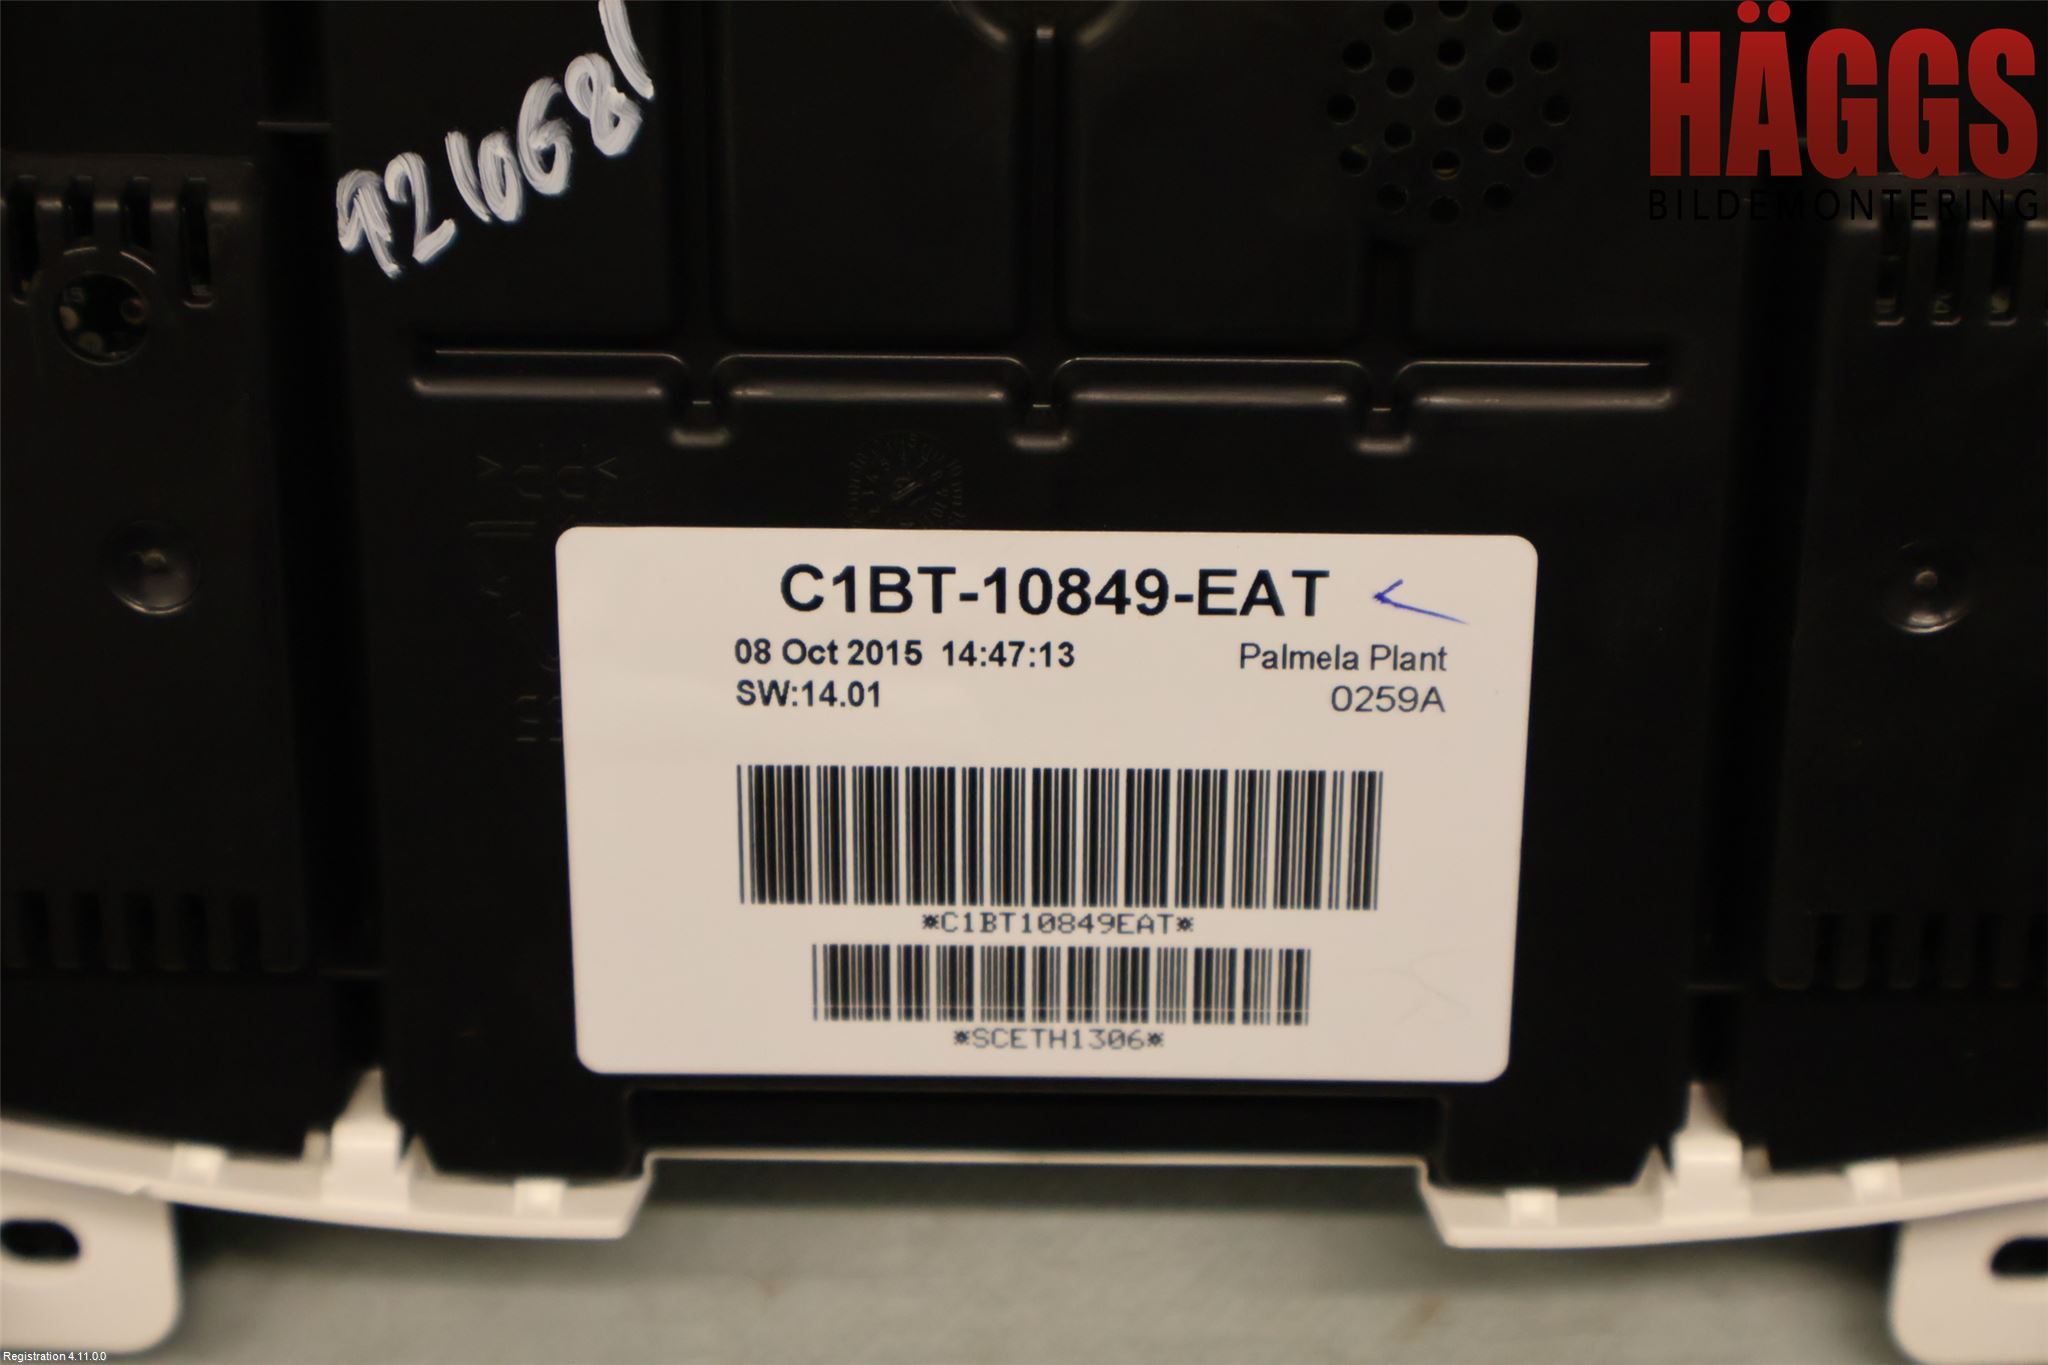 9210681
HÄGGS
BILDEMONTERING
C1BT-10849-EAT
08 Oct 2015 14:47:13
Palmela Plant
SW:14.01
0259A
*C1BT10849EAT*
*SCETH1306*
Registration 4.11.0.0